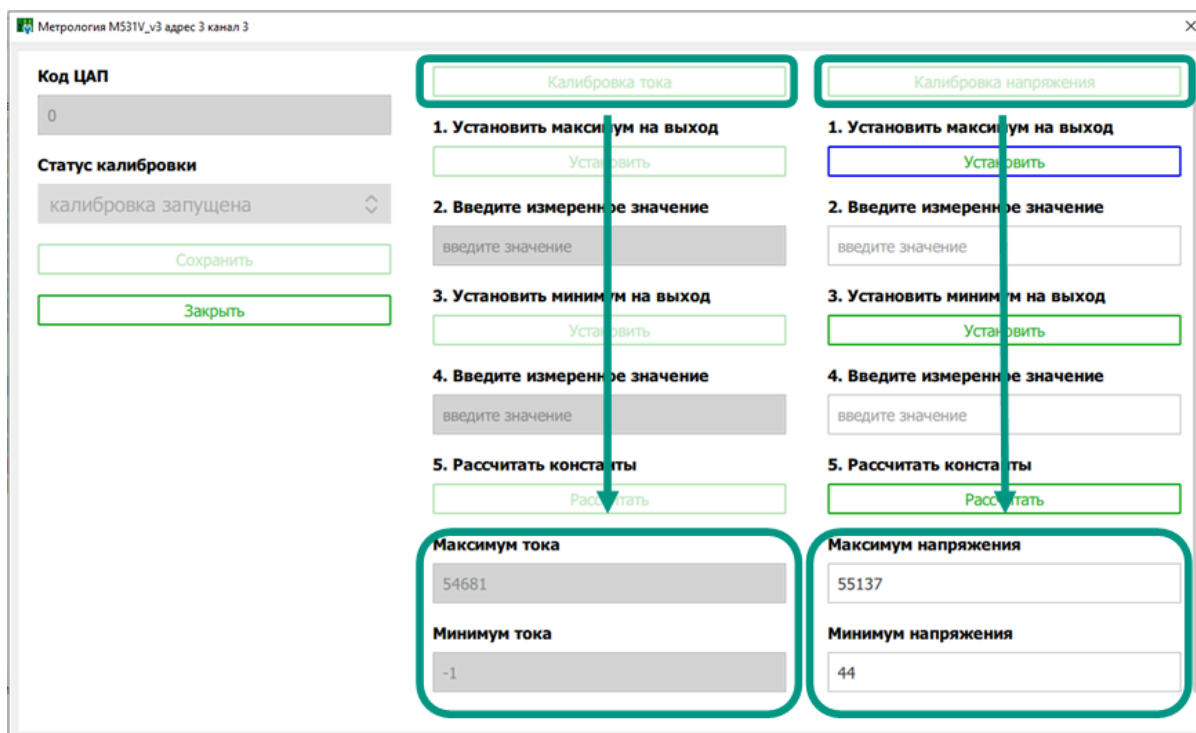 Метрология M531V_v3 адрес 3 канал 3
Код ЦАП
0
Статус калибровки
калибровка запущена
Сохранить
Закрыть
Калибровка тока
1. Установить максимум на выход
Установить
2. Введите измеренное значение
введите значение
3. Установить минимум на выход
Установить
4. Введите измеренное значение
введите значение
5. Рассчитать константы
Рассчитать
Максимум тока
54681
Минимум тока
-1
Калибровка напряжения
1. Установить максимум на выход
Установить
2. Введите измеренное значение
введите значение
3. Установить минимум на выход
Установить
4. Введите измеренное значение
введите значение
5. Рассчитать константы
Рассчитать
Максимум напряжения
55137
Минимум напряжения
44